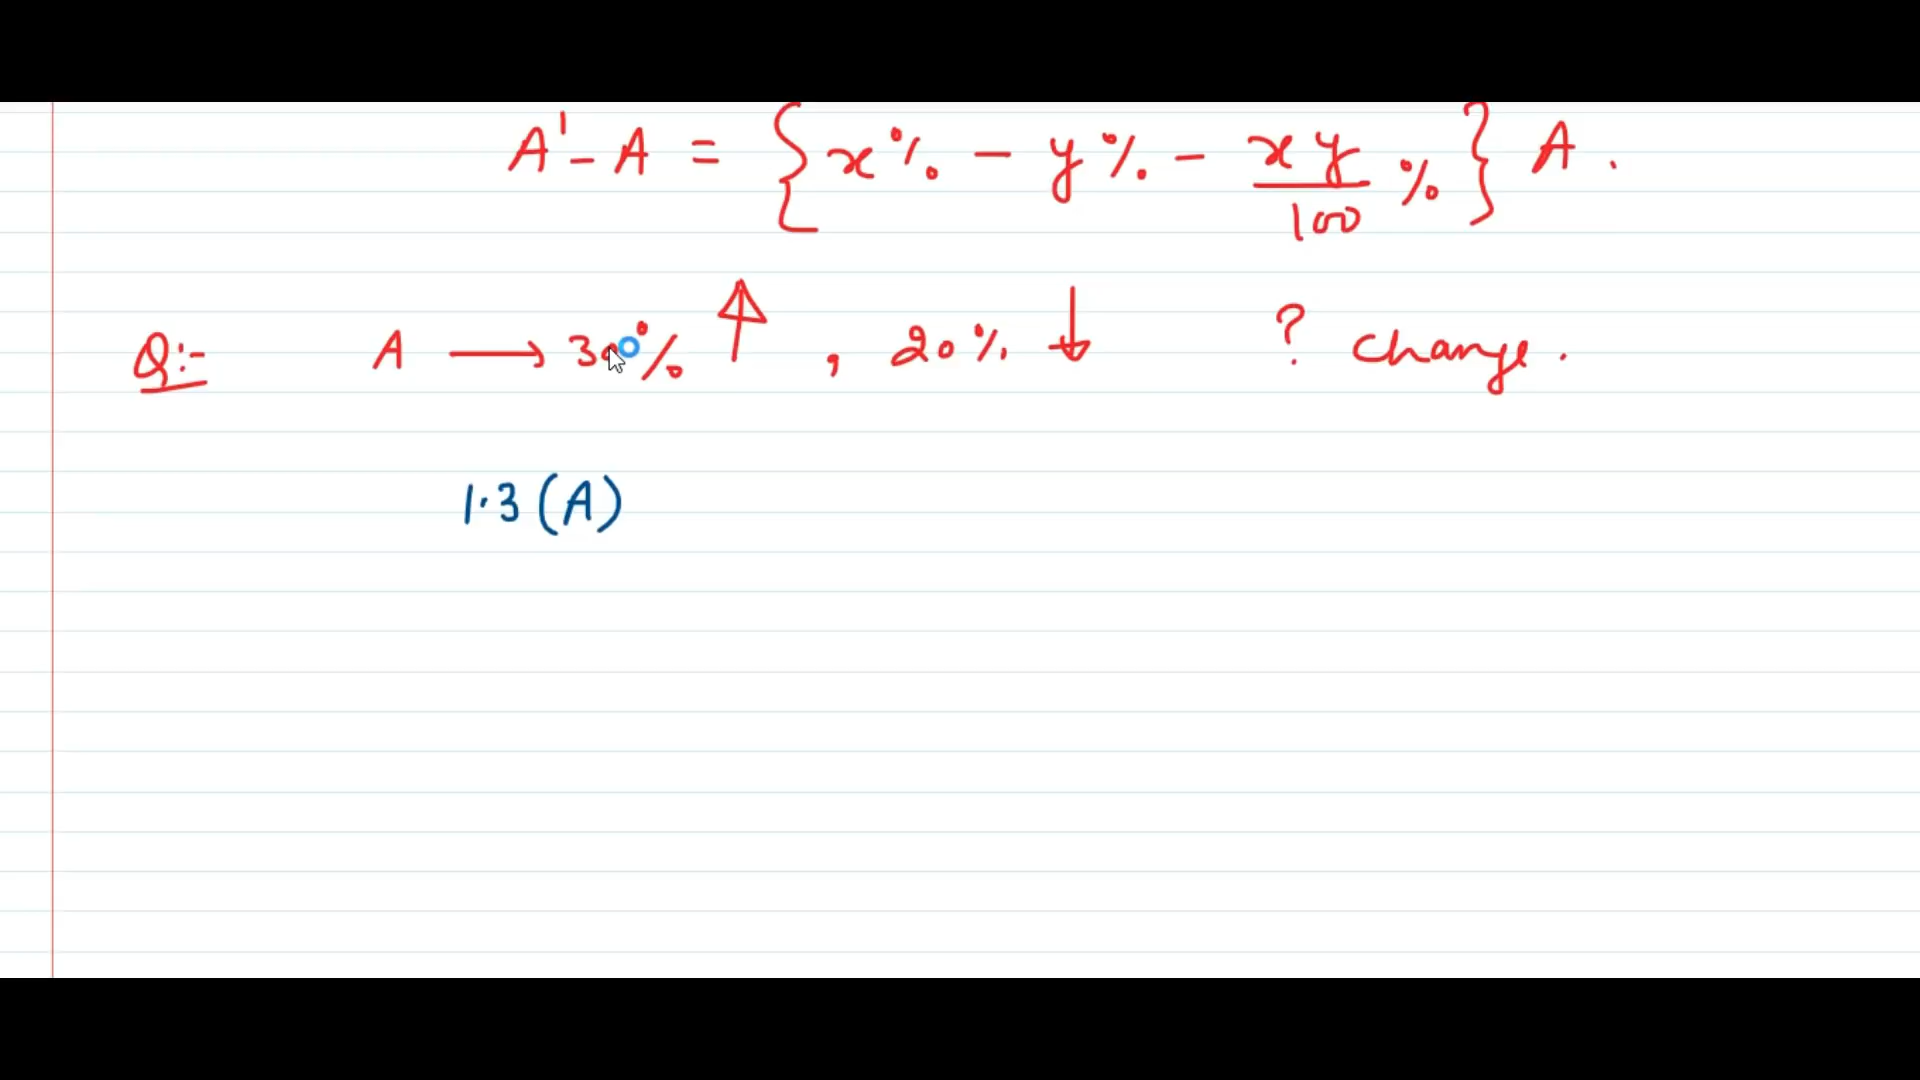 A' - A = { x% - y% - xy/100 % } A.
Q:- A → 30% ↑ , 20% ↓ ? change.
1.3 (A)